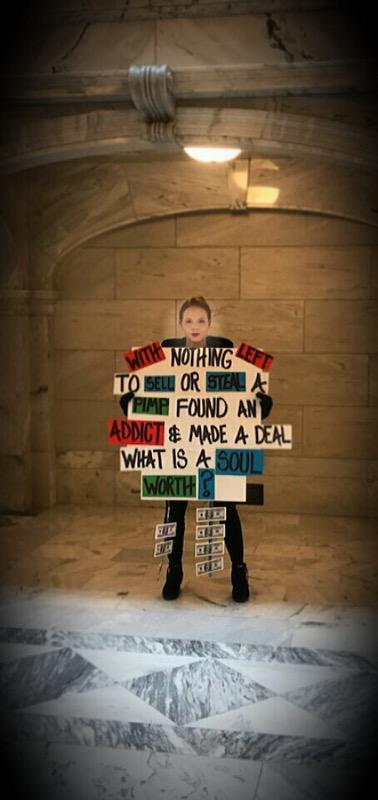 WITH NOTHING LEFT
TO SELL OR STEAL A
PIMP FOUND AN
ADDICT & MADE A DEAL
WHAT IS A SOUL
WORTH?